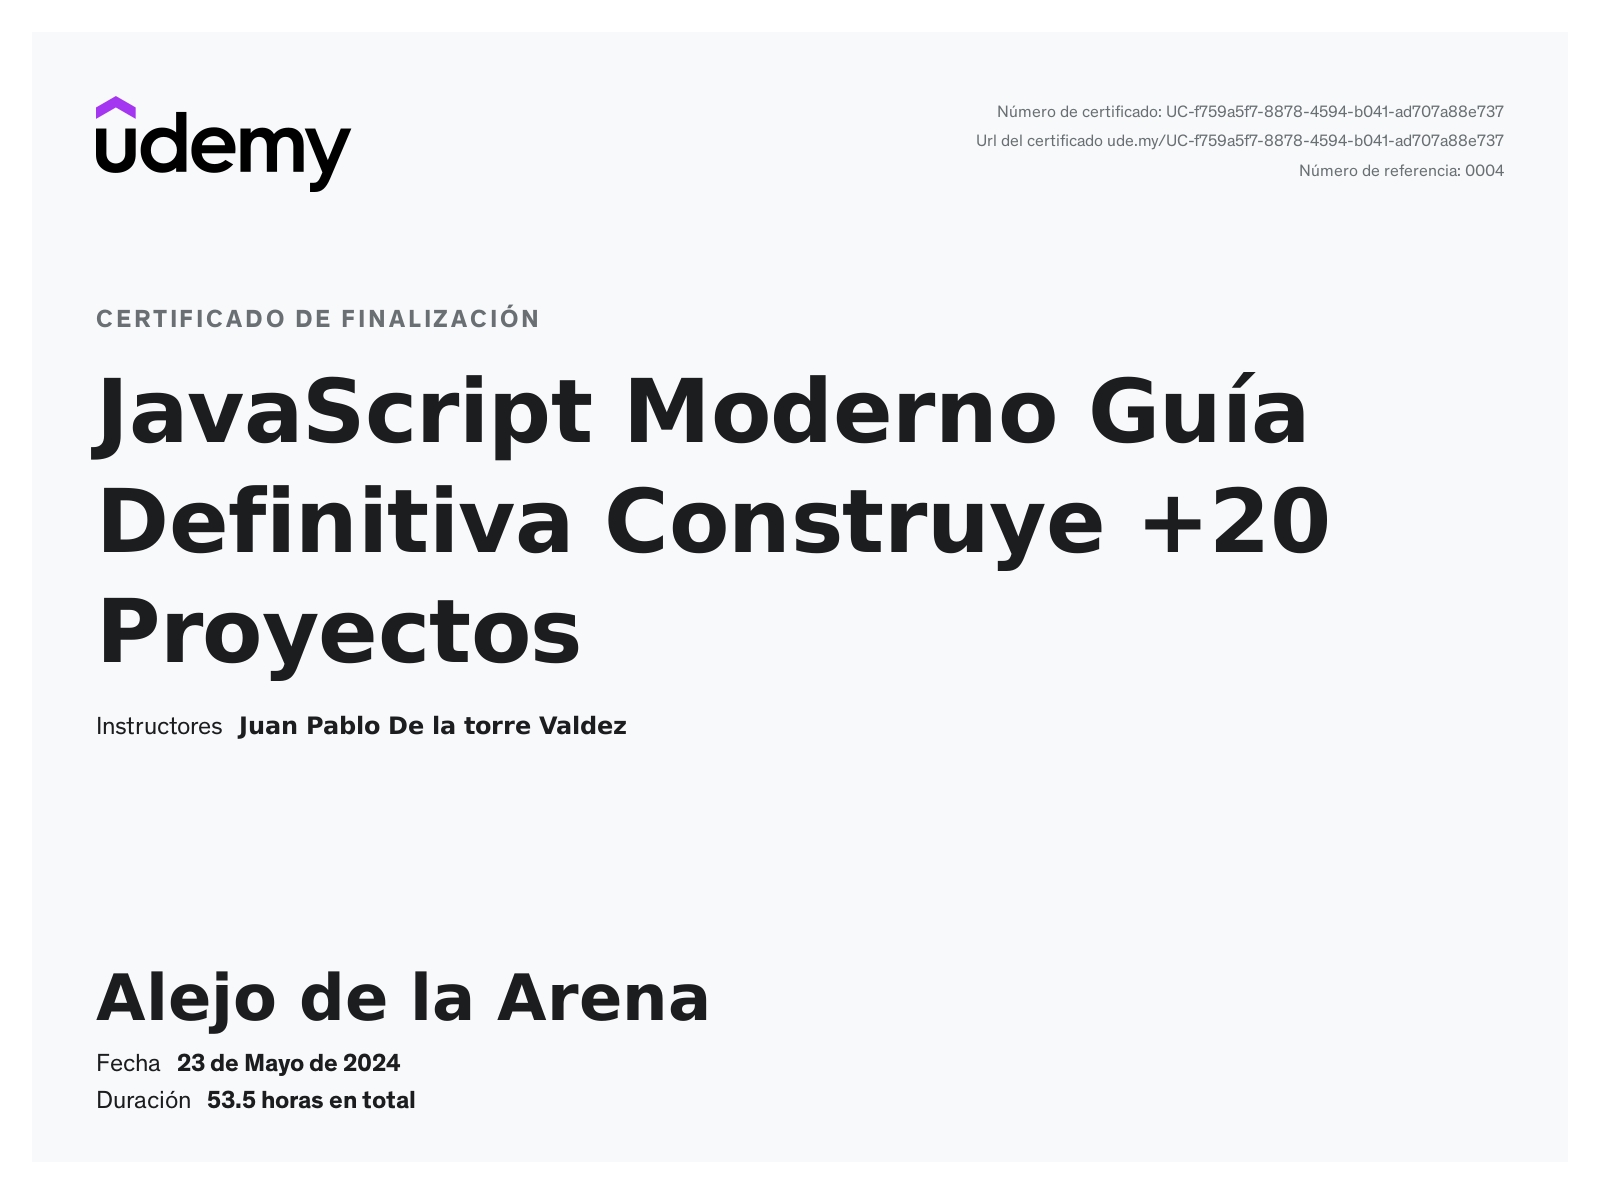 udemy
Número de certificado: UC-f759a5f7-8878-4594-b041-ad707a88e737
Url del certificado ude.my/UC-f759a5f7-8878-4594-b041-ad707a88e737
Número de referencia: 0004
CERTIFICADO DE FINALIZACIÓN
JavaScript Moderno Guía
Definitiva Construye +20
Proyectos
Instructores Juan Pablo De la torre Valdez
Alejo de la Arena
Fecha 23 de Mayo de 2024
Duración 53.5 horas en total